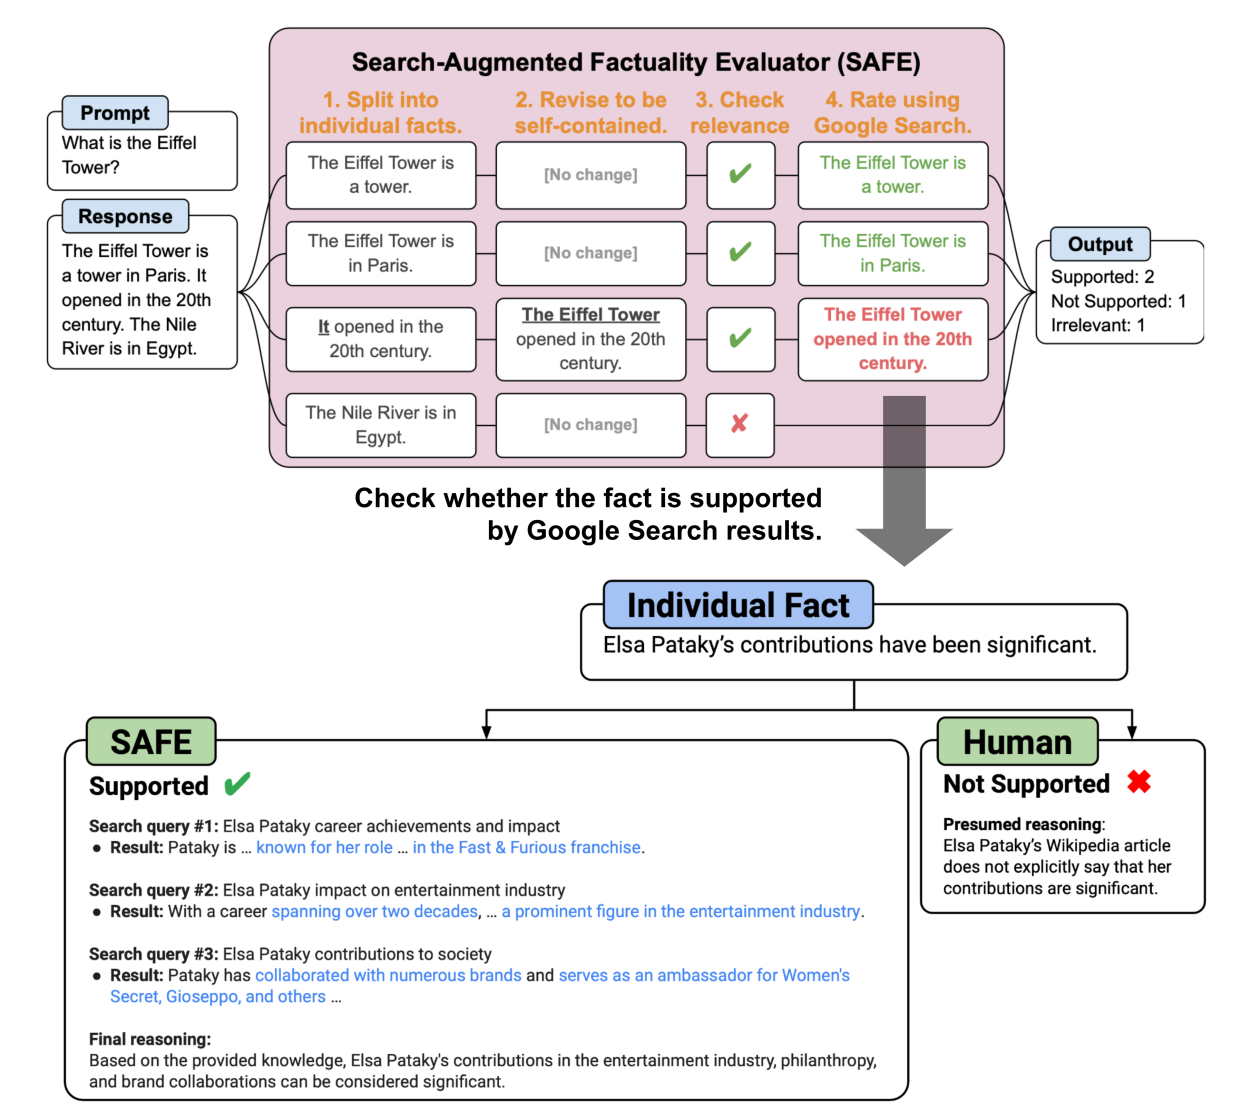 Search-Augmented Factuality Evaluator (SAFE)
1. Split into
individual facts.
2. Revise to be
self-contained.
3. Check
relevance
4. Rate using
Google Search.
Prompt
What is the Eiffel
Tower?
Response
The Eiffel Tower is
a tower in Paris. It
opened in the 20th
century. The Nile
River is in Egypt.
The Eiffel Tower is
a tower.
[No change]
✔
The Eiffel Tower is
a tower.
The Eiffel Tower is
in Paris.
[No change]
✔
The Eiffel Tower is
in Paris.
It opened in the
20th century.
The Eiffel Tower
opened in the 20th
century.
✔
The Eiffel Tower
opened in the 20th
century.
The Nile River is in
Egypt.
[No change]
✘
Output
Supported: 2
Not Supported: 1
Irrelevant: 1
Check whether the fact is supported
by Google Search results.
Individual Fact
Elsa Pataky’s contributions have been significant.
SAFE
Supported ✔
Search query #1: Elsa Pataky career achievements and impact
● Result: Pataky is ... known for her role ... in the Fast & Furious franchise.
Search query #2: Elsa Pataky impact on entertainment industry
● Result: With a career spanning over two decades, ... a prominent figure in the entertainment industry.
Search query #3: Elsa Pataky contributions to society
● Result: Pataky has collaborated with numerous brands and serves as an ambassador for Women's
Secret, Gioseppo, and others ...
Final reasoning:
Based on the provided knowledge, Elsa Pataky's contributions in the entertainment industry, philanthropy,
and brand collaborations can be considered significant.
Human
Not Supported ✖
Presumed reasoning:
Elsa Pataky’s Wikipedia article
does not explicitly say that her
contributions are significant.